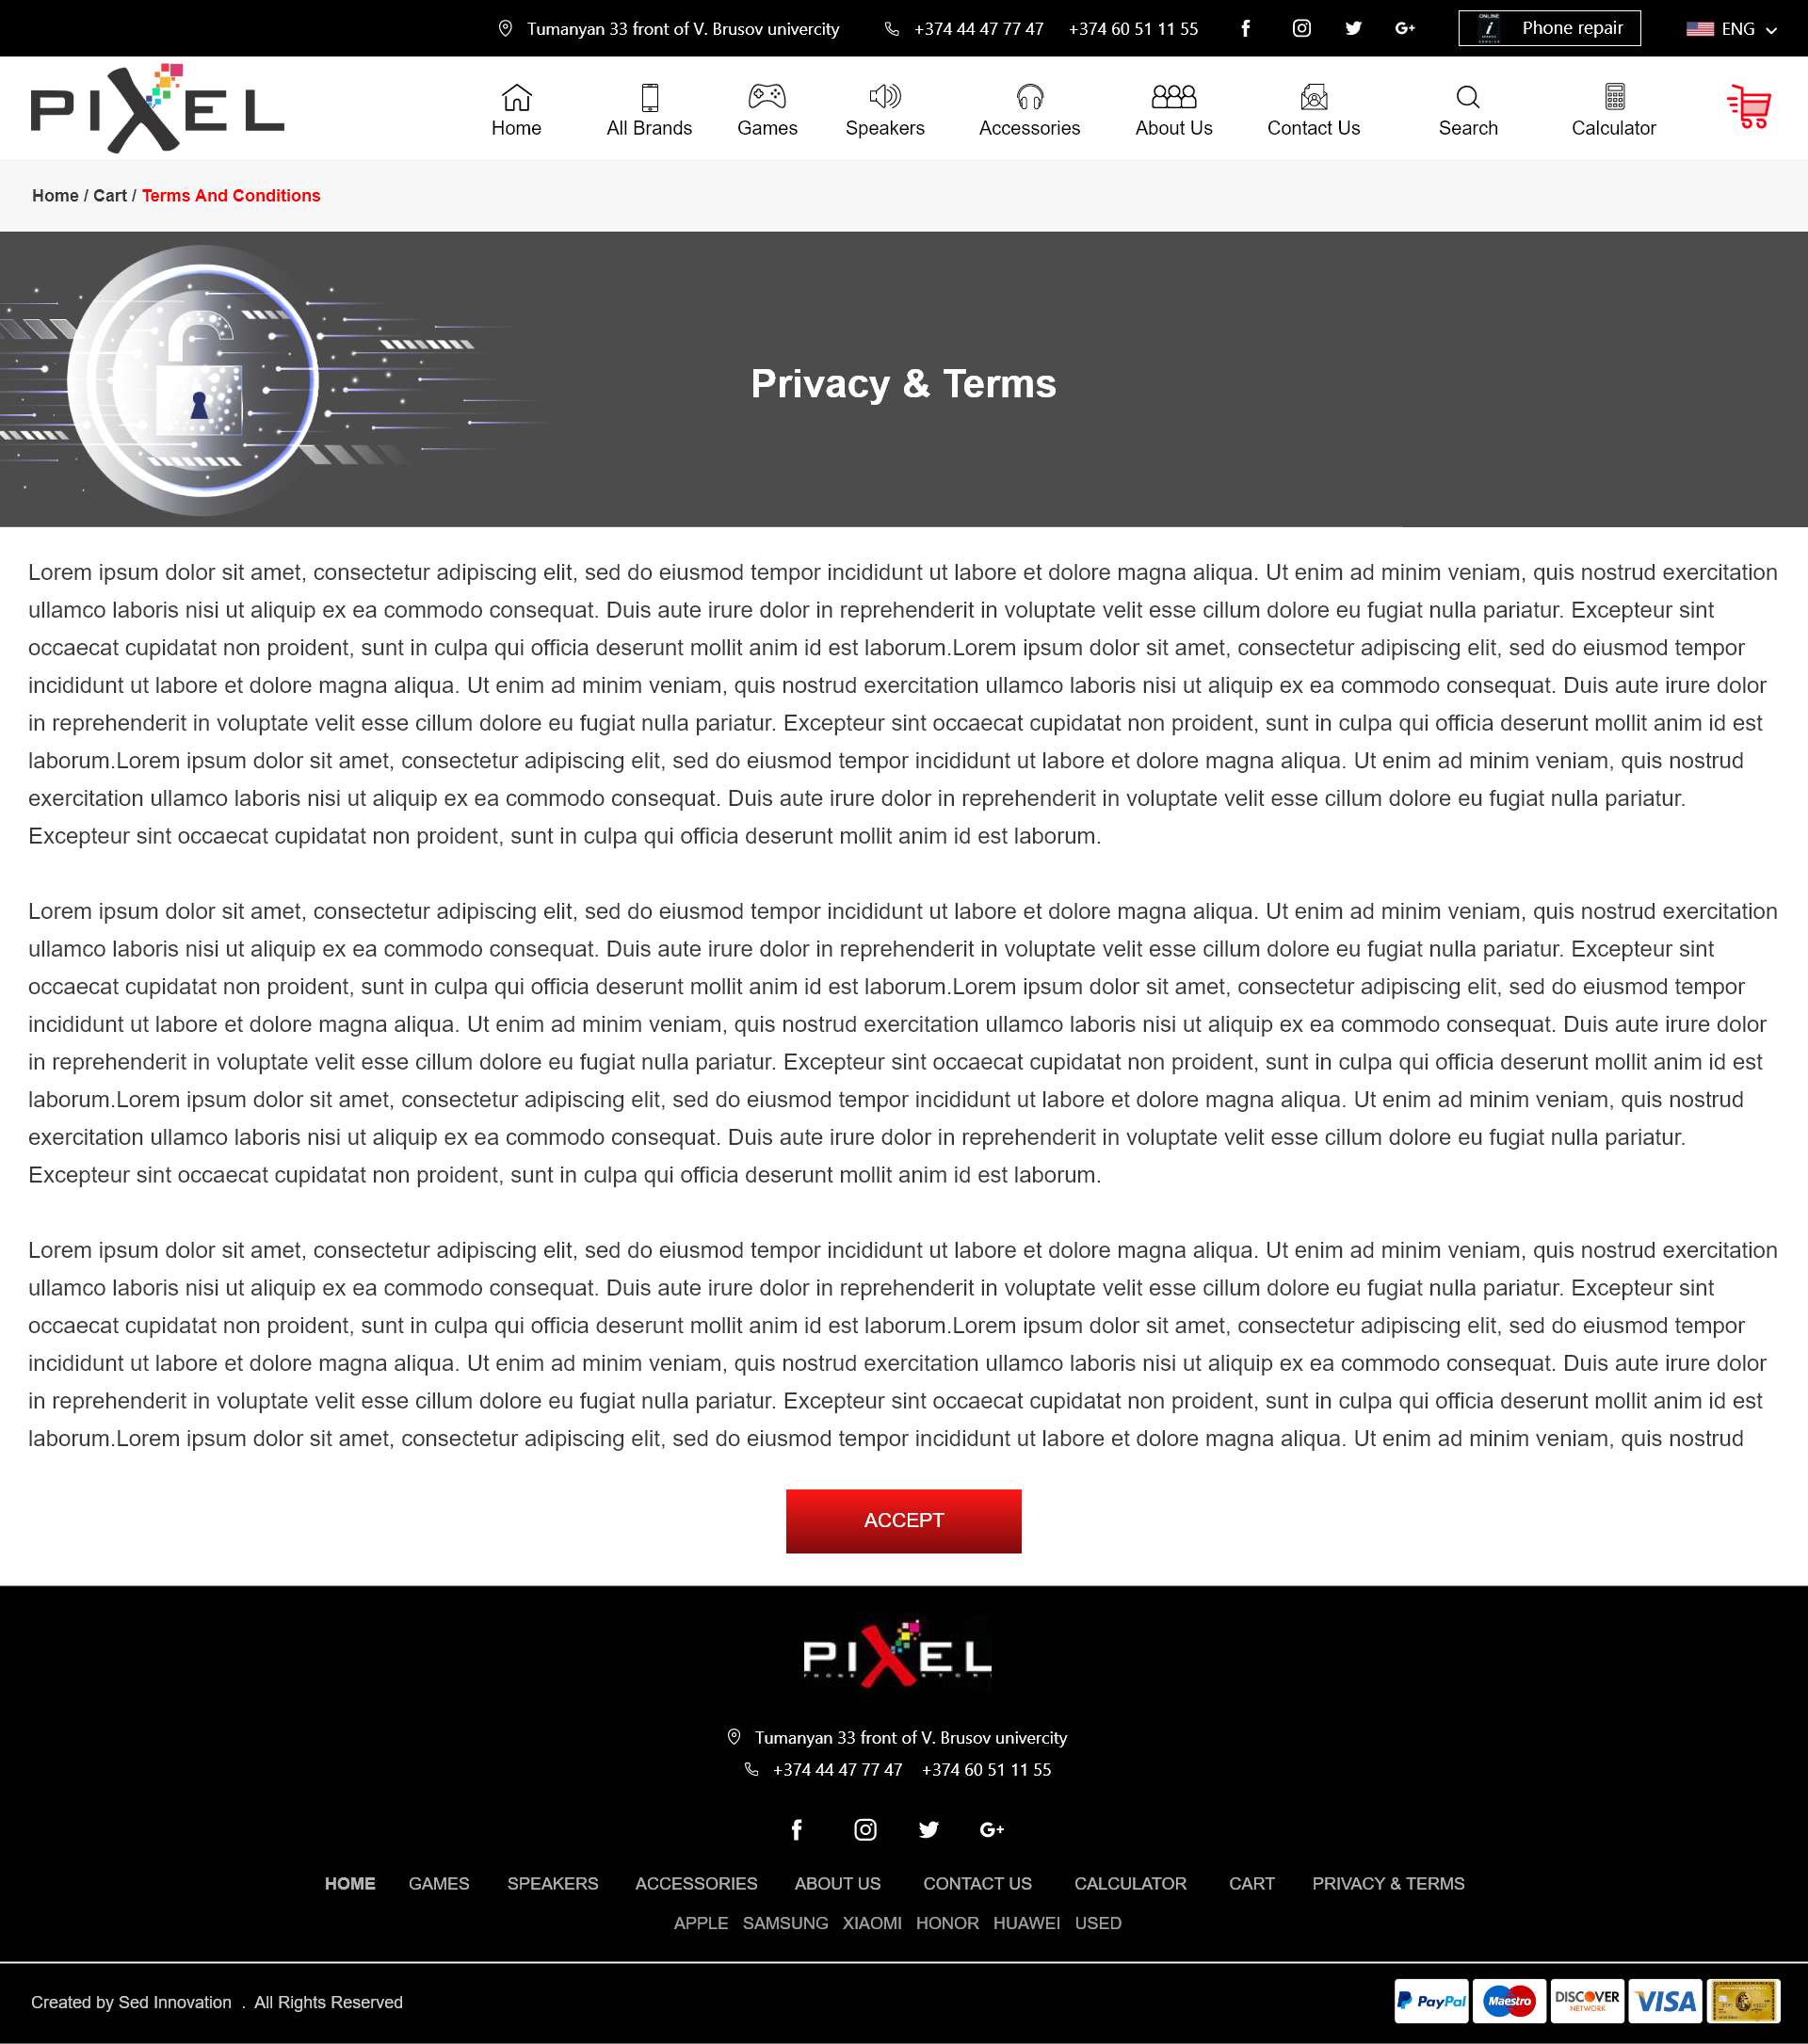 Tumanyan 33 front of V. Brusov univercity +374 44 47 77 47 +374 60 51 11 55 Phone repair ENG
PIXEL
Home All Brands Games Speakers Accessories About Us Contact Us Search Calculator
Home / Cart / Terms And Conditions
Privacy & Terms
Lorem ipsum dolor sit amet, consectetur adipiscing elit, sed do eiusmod tempor incididunt ut labore et dolore magna aliqua. Ut enim ad minim veniam, quis nostrud exercitation
ullamco laboris nisi ut aliquip ex ea commodo consequat. Duis aute irure dolor in reprehenderit in voluptate velit esse cillum dolore eu fugiat nulla pariatur. Excepteur sint
occaecat cupidatat non proident, sunt in culpa qui officia deserunt mollit anim id est laborum.Lorem ipsum dolor sit amet, consectetur adipiscing elit, sed do eiusmod tempor
incididunt ut labore et dolore magna aliqua. Ut enim ad minim veniam, quis nostrud exercitation ullamco laboris nisi ut aliquip ex ea commodo consequat. Duis aute irure dolor
in reprehenderit in voluptate velit esse cillum dolore eu fugiat nulla pariatur. Excepteur sint occaecat cupidatat non proident, sunt in culpa qui officia deserunt mollit anim id est
laborum.Lorem ipsum dolor sit amet, consectetur adipiscing elit, sed do eiusmod tempor incididunt ut labore et dolore magna aliqua. Ut enim ad minim veniam, quis nostrud
exercitation ullamco laboris nisi ut aliquip ex ea commodo consequat. Duis aute irure dolor in reprehenderit in voluptate velit esse cillum dolore eu fugiat nulla pariatur.
Excepteur sint occaecat cupidatat non proident, sunt in culpa qui officia deserunt mollit anim id est laborum.
Lorem ipsum dolor sit amet, consectetur adipiscing elit, sed do eiusmod tempor incididunt ut labore et dolore magna aliqua. Ut enim ad minim veniam, quis nostrud exercitation
ullamco laboris nisi ut aliquip ex ea commodo consequat. Duis aute irure dolor in reprehenderit in voluptate velit esse cillum dolore eu fugiat nulla pariatur. Excepteur sint
occaecat cupidatat non proident, sunt in culpa qui officia deserunt mollit anim id est laborum.Lorem ipsum dolor sit amet, consectetur adipiscing elit, sed do eiusmod tempor
incididunt ut labore et dolore magna aliqua. Ut enim ad minim veniam, quis nostrud exercitation ullamco laboris nisi ut aliquip ex ea commodo consequat. Duis aute irure dolor
in reprehenderit in voluptate velit esse cillum dolore eu fugiat nulla pariatur. Excepteur sint occaecat cupidatat non proident, sunt in culpa qui officia deserunt mollit anim id est
laborum.Lorem ipsum dolor sit amet, consectetur adipiscing elit, sed do eiusmod tempor incididunt ut labore et dolore magna aliqua. Ut enim ad minim veniam, quis nostrud
exercitation ullamco laboris nisi ut aliquip ex ea commodo consequat. Duis aute irure dolor in reprehenderit in voluptate velit esse cillum dolore eu fugiat nulla pariatur.
Excepteur sint occaecat cupidatat non proident, sunt in culpa qui officia deserunt mollit anim id est laborum.
Lorem ipsum dolor sit amet, consectetur adipiscing elit, sed do eiusmod tempor incididunt ut labore et dolore magna aliqua. Ut enim ad minim veniam, quis nostrud exercitation
ullamco laboris nisi ut aliquip ex ea commodo consequat. Duis aute irure dolor in reprehenderit in voluptate velit esse cillum dolore eu fugiat nulla pariatur. Excepteur sint
occaecat cupidatat non proident, sunt in culpa qui officia deserunt mollit anim id est laborum.Lorem ipsum dolor sit amet, consectetur adipiscing elit, sed do eiusmod tempor
incididunt ut labore et dolore magna aliqua. Ut enim ad minim veniam, quis nostrud exercitation ullamco laboris nisi ut aliquip ex ea commodo consequat. Duis aute irure dolor
in reprehenderit in voluptate velit esse cillum dolore eu fugiat nulla pariatur. Excepteur sint occaecat cupidatat non proident, sunt in culpa qui officia deserunt mollit anim id est
laborum.Lorem ipsum dolor sit amet, consectetur adipiscing elit, sed do eiusmod tempor incididunt ut labore et dolore magna aliqua. Ut enim ad minim veniam, quis nostrud
ACCEPT
PIXEL
Tumanyan 33 front of V. Brusov univercity
+374 44 47 77 47 +374 60 51 11 55
HOME GAMES SPEAKERS ACCESSORIES ABOUT US CONTACT US CALCULATOR CART PRIVACY & TERMS
APPLE SAMSUNG XIAOMI HONOR HUAWEI USED
Created by Sed Innovation . All Rights Reserved PayPal Maestro DISCOVER NETWORK VISA